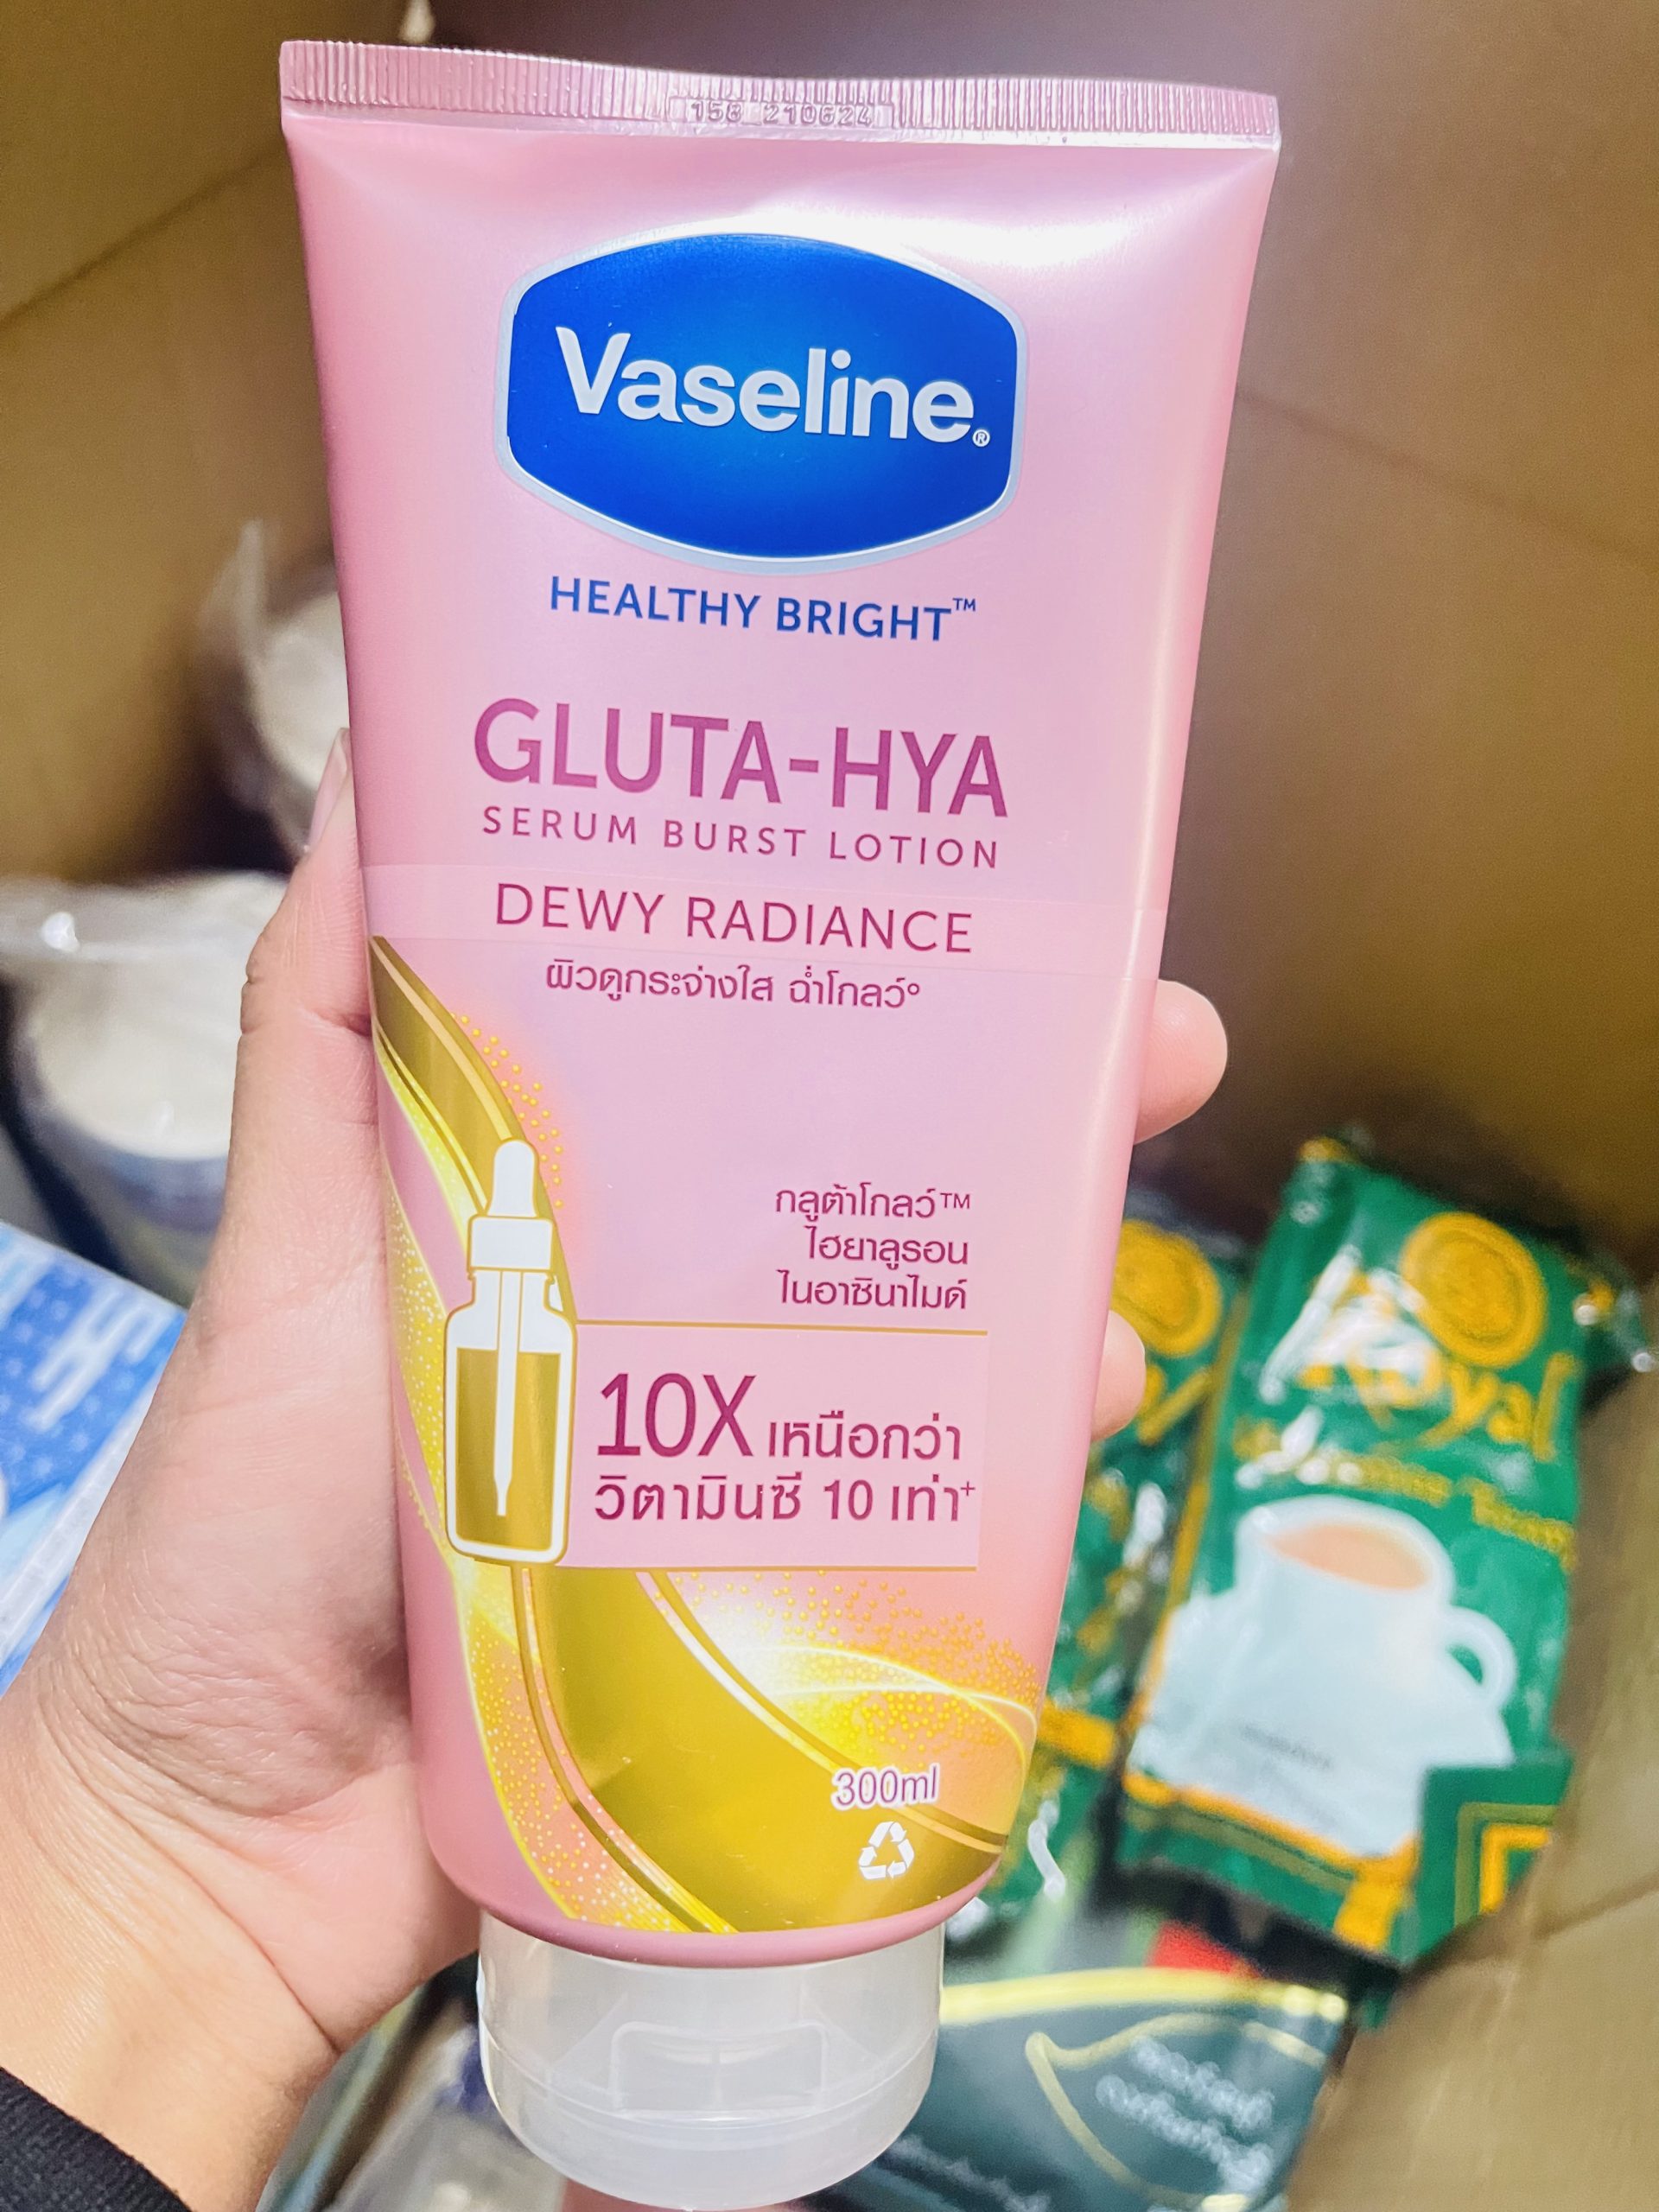 158 210624
Vaseline®
HEALTHY BRIGHT™
GLUTA-HYA
SERUM BURST LOTION
DEWY RADIANCE
ผิวดูกระจ่างใส ฉ่ำโกลว์°
กลูต้าโกลว์™
ไฮยาลูรอน
ไนอาซินาไมด์
10X เหนือกว่า
วิตามินซี 10 เท่า⁺
300ml
Royal